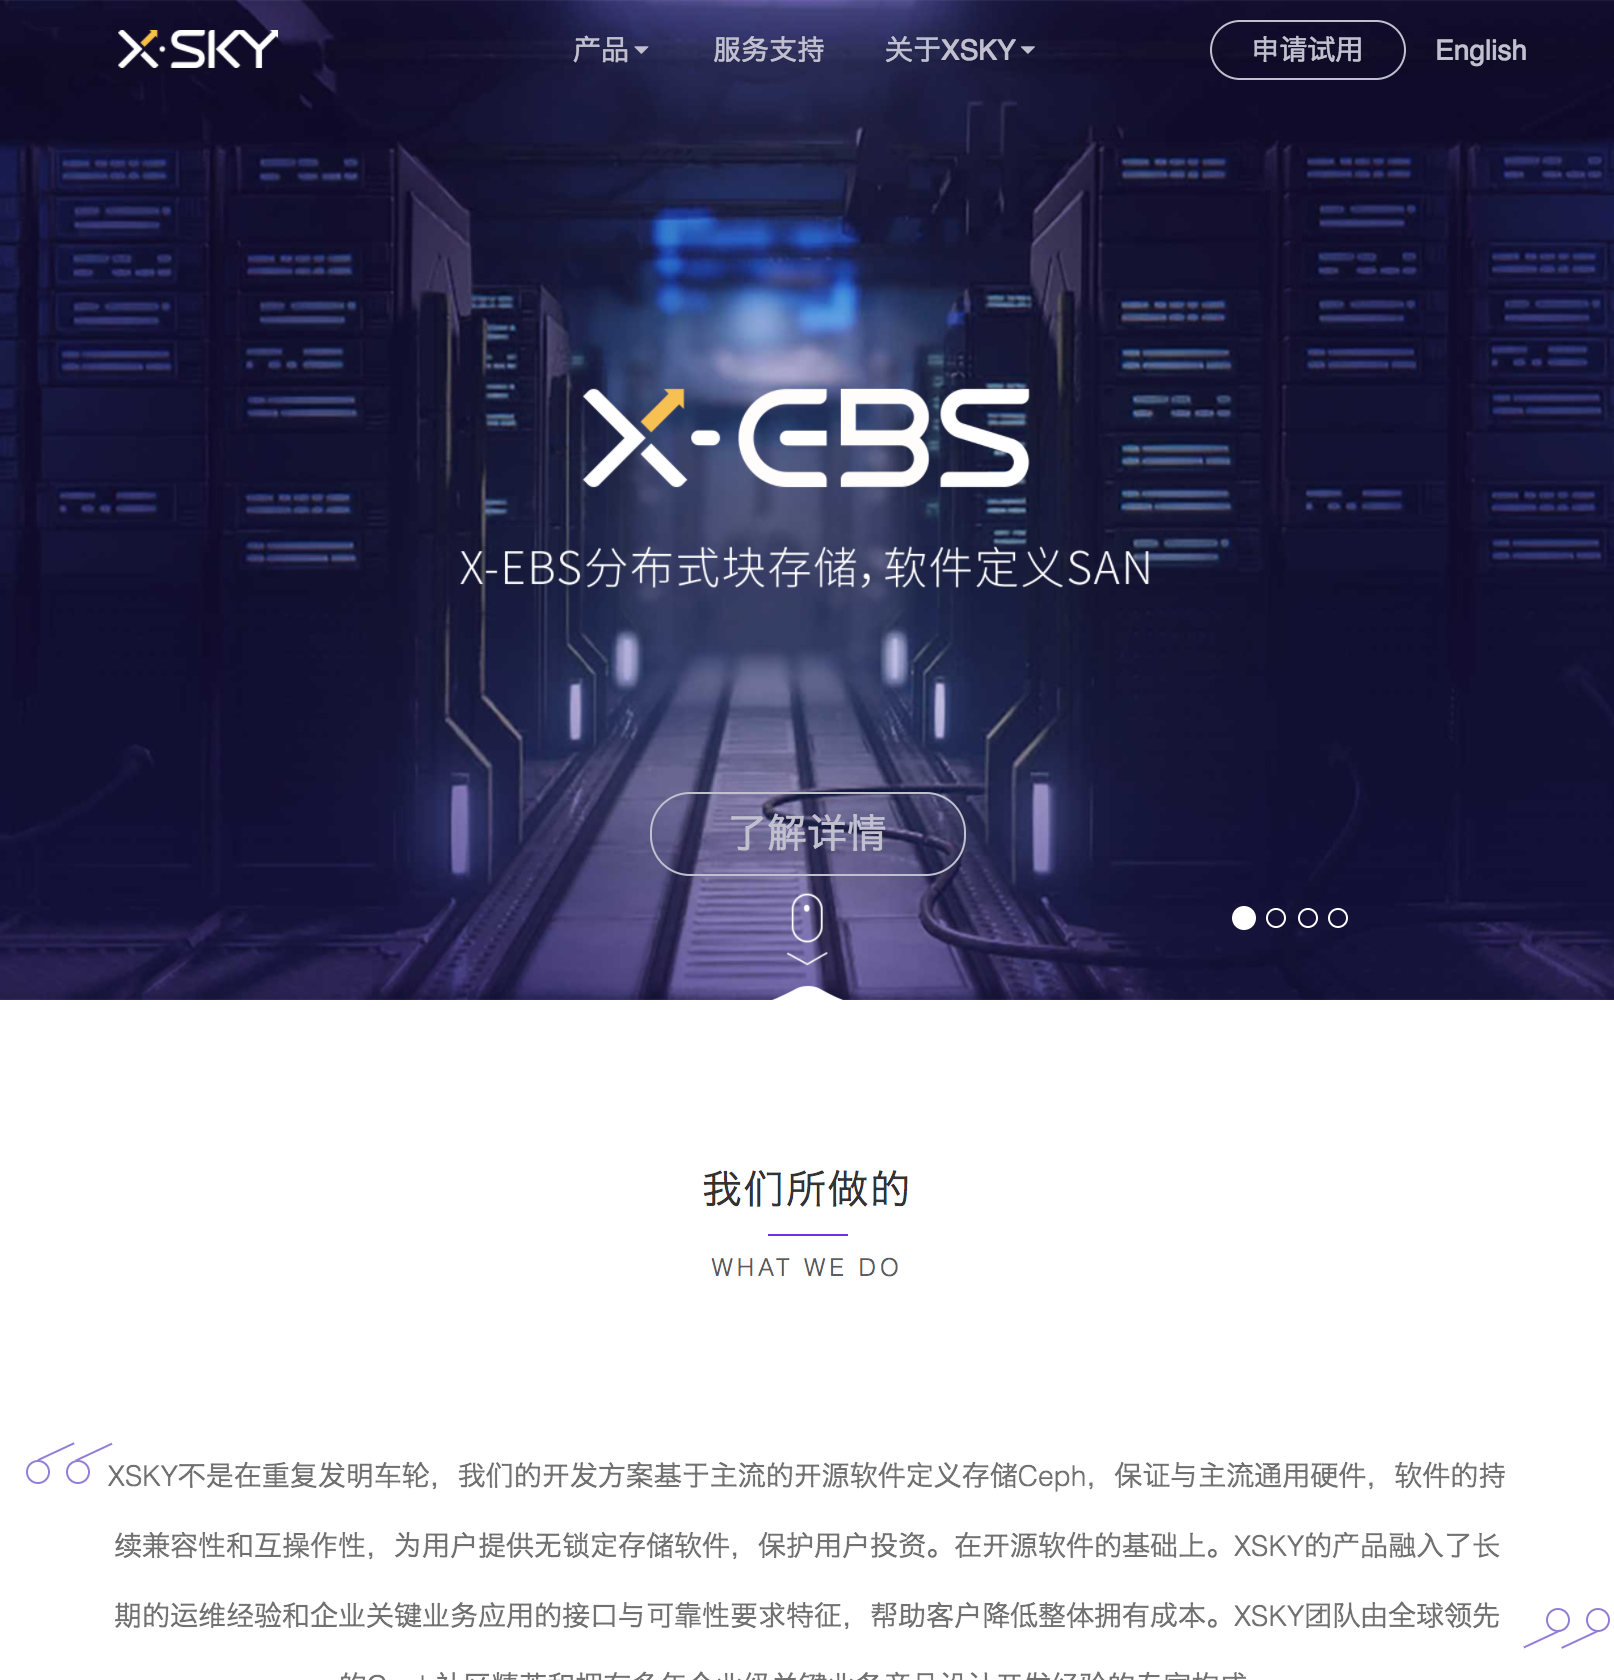 X·SKY
产品 服务支持 关于XSKY 申请试用 English
X-EBS
X-EBS分布式块存储，软件定义SAN
了解详情
我们所做的
WHAT WE DO
XSKY不是在重复发明车轮，我们的开发方案基于主流的开源软件定义存储Ceph，保证与主流通用硬件，软件的持
续兼容性和互操作性，为用户提供无锁定存储软件，保护用户投资。在开源软件的基础上。XSKY的产品融入了长
期的运维经验和企业关键业务应用的接口与可靠性要求特征，帮助客户降低整体拥有成本。XSKY团队由全球领先